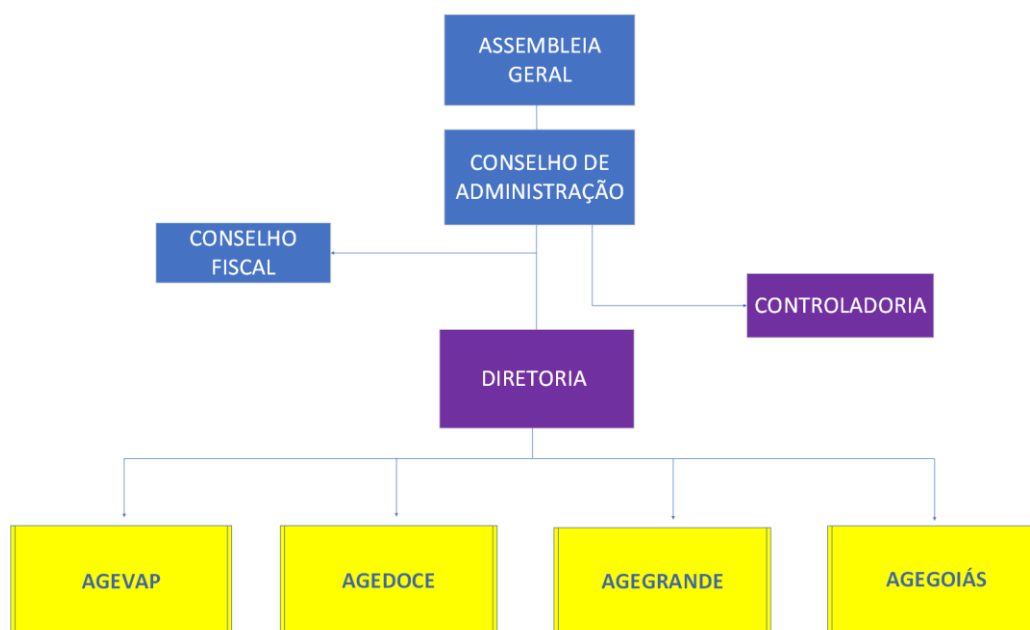 ASSEMBLEIA
GERAL
CONSELHO DE
ADMINISTRAÇÃO
CONSELHO
FISCAL
CONTROLADORIA
DIRETORIA
AGEVAP
AGEDOCE
AGEGRANDE
AGEGOIÁS